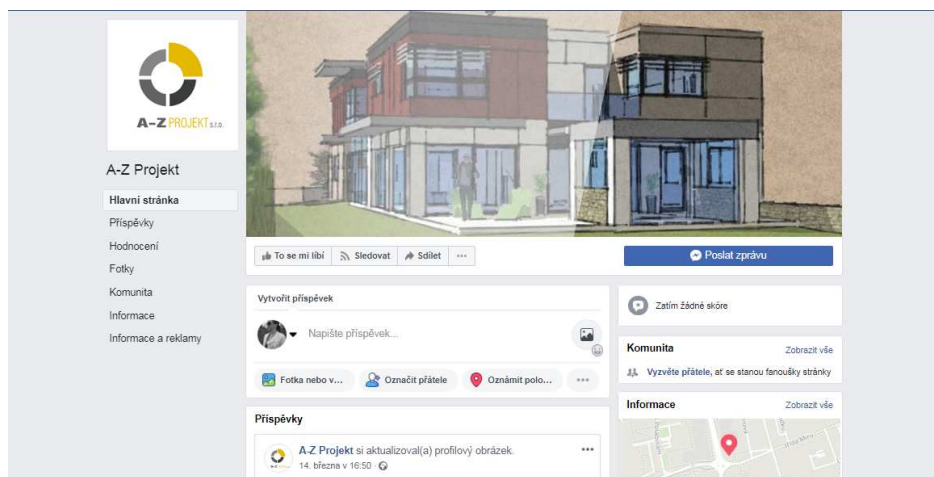 A-Z PROJEKT s.r.o.
A-Z Projekt
Hlavní stránka
Příspěvky
Hodnocení
Fotky
Komunita
Informace
Informace a reklamy
To se mi líbí
Sledovat
Sdílet
Poslat zprávu
Vytvořit příspěvek
Napište příspěvek...
Fotka nebo v...
Označit přátele
Oznámit polo...
Příspěvky
A-Z Projekt si aktualizoval(a) profilový obrázek.
14. března v 16:50
Zatím žádné skóre
Komunita
Zobrazit vše
Vyzvěte přátele, ať se stanou fanoušky stránky
Informace
Zobrazit vše